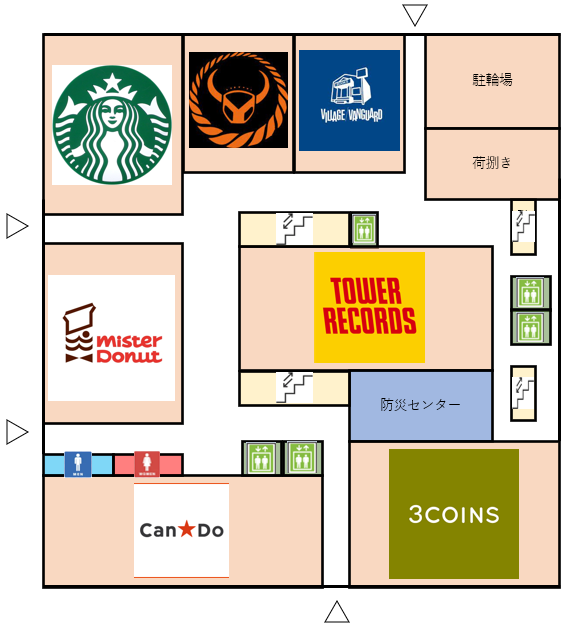 駐輪場
VILLAGE VANGUARD
荷捌き
TOWER
RECORDS
mister
Donut
防災センター
MEN
WOMEN
Can★Do
3COINS